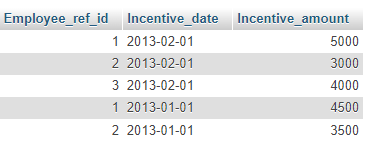 Employee_ref_id Incentive_date Incentive_amount
1 2013-02-01 5000
2 2013-02-01 3000
3 2013-02-01 4000
1 2013-01-01 4500
2 2013-01-01 3500